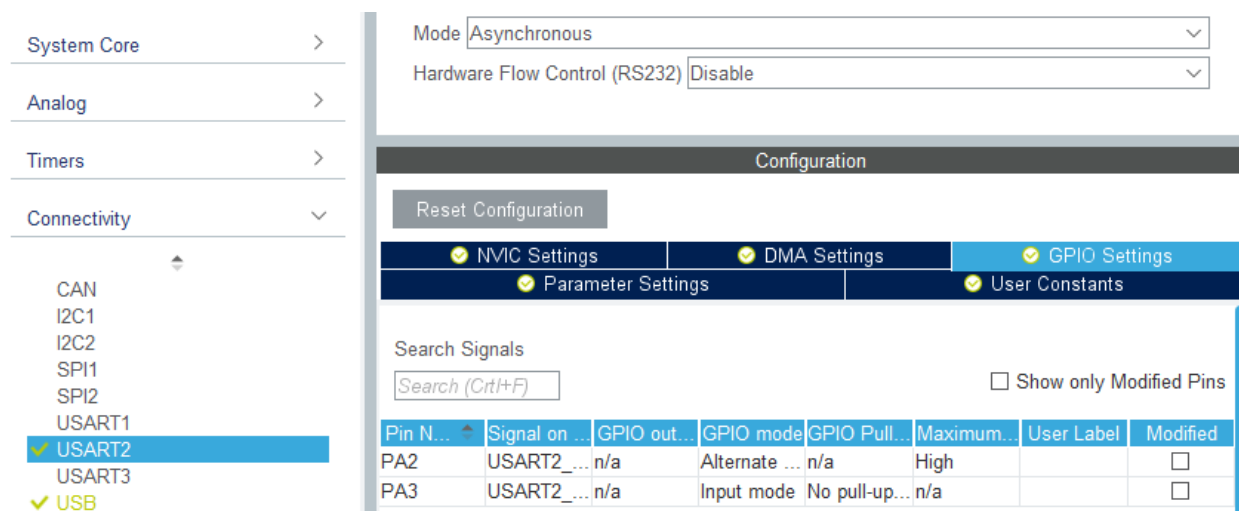 System Core
Analog
Timers
Connectivity
CAN
I2C1
I2C2
SPI1
SPI2
USART1
USART2
USART3
USB
Mode Asynchronous
Hardware Flow Control (RS232) Disable
Configuration
Reset Configuration
NVIC Settings DMA Settings GPIO Settings
Parameter Settings User Constants
Search Signals
Search (CrtI+F)
Show only Modified Pins
Pin N... Signal on ... GPIO out... GPIO mode GPIO Pull... Maximum... User Label Modified
PA2 USART2_... n/a Alternate ... n/a High
PA3 USART2_... n/a Input mode No pull-up... n/a